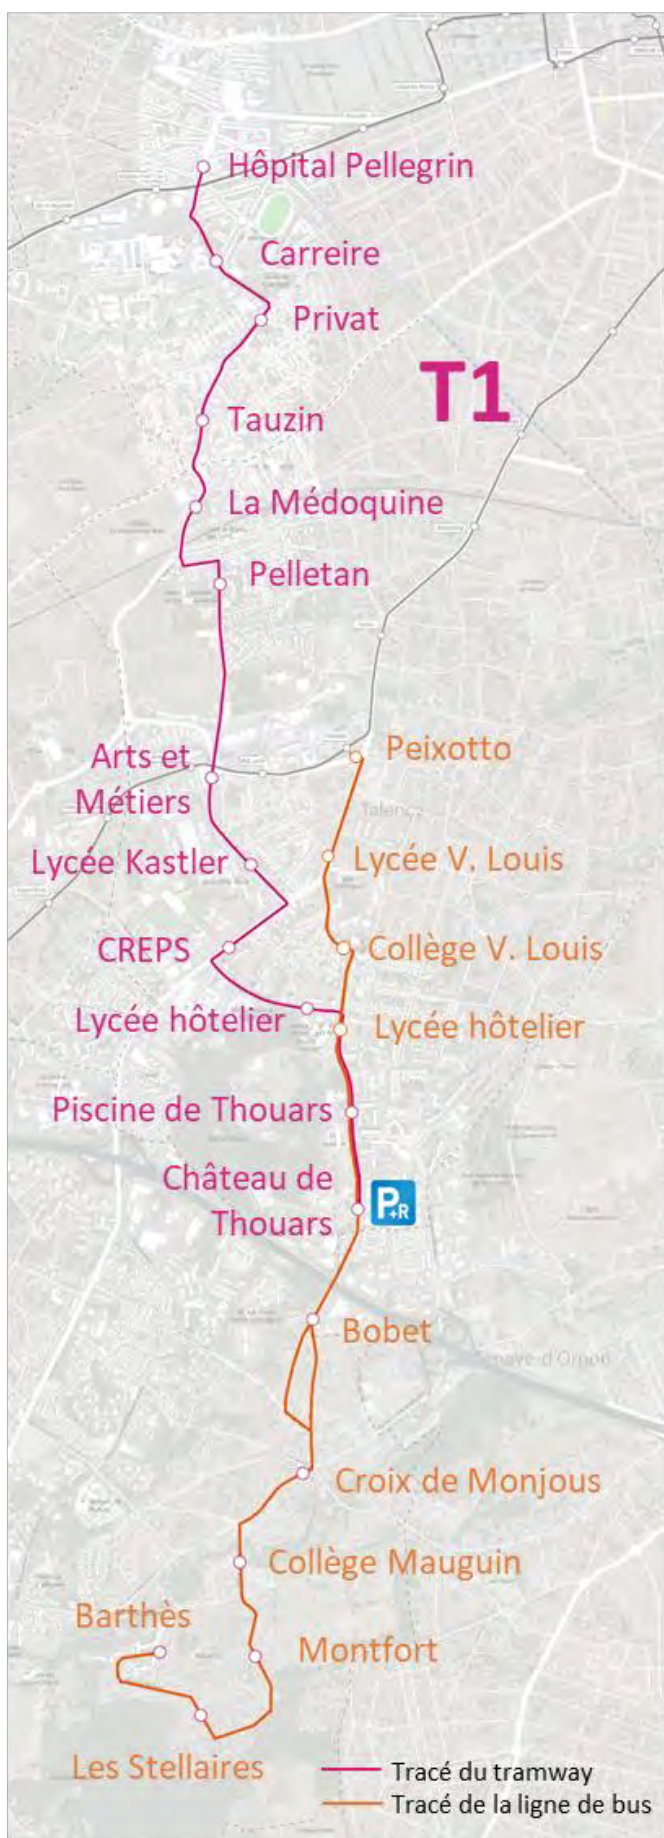 Hôpital Pellegrin
Carreire
Privat
T1
Tauzin
La Médoquine
Pelletan
Peixotto
Arts et
Métiers
Talence
Lycée V. Louis
Lycée Kastler
CREPS
Collège V. Louis
Lycée hôtelier
Lycée hôtelier
Piscine de Thouars
Château de
Thouars
P+R
Bobet
Croix de Monjous
Collège Mauguin
Barthès
Montfort
Les Stellaires
Tracé du tramway
Tracé de la ligne de bus